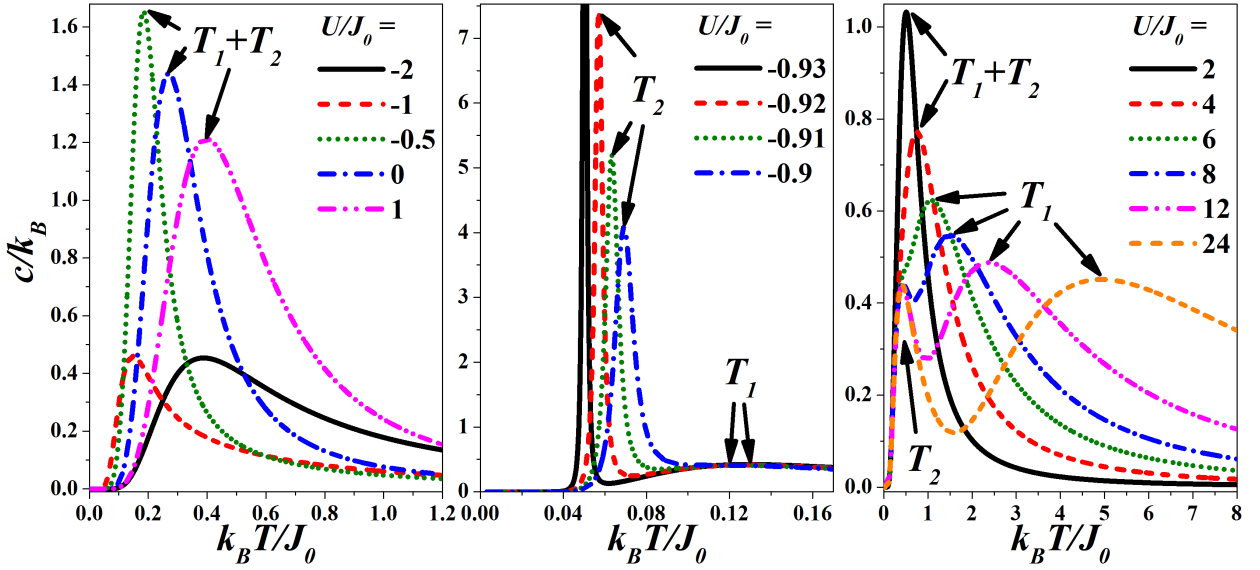 1.6
1.4
1.2
1.0
0.8
0.6
0.4
0.2
0.0
c/k_B
0.0 0.2 0.4 0.6 0.8 1.0 1.2
k_B T/J_0
T_1+T_2
U/J_0 =
-2
-1
-0.5
0
1
7
6
5
4
3
2
1
0
0.00 0.04 0.08 0.12 0.16
k_B T/J_0
T_2
T_1
U/J_0 =
-0.93
-0.92
-0.91
-0.9
1.0
0.8
0.6
0.4
0.2
0.0
0 1 2 3 4 5 6 7 8
k_B T/J_0
T_1+T_2
T_1
T_2
U/J_0 =
2
4
6
8
12
24